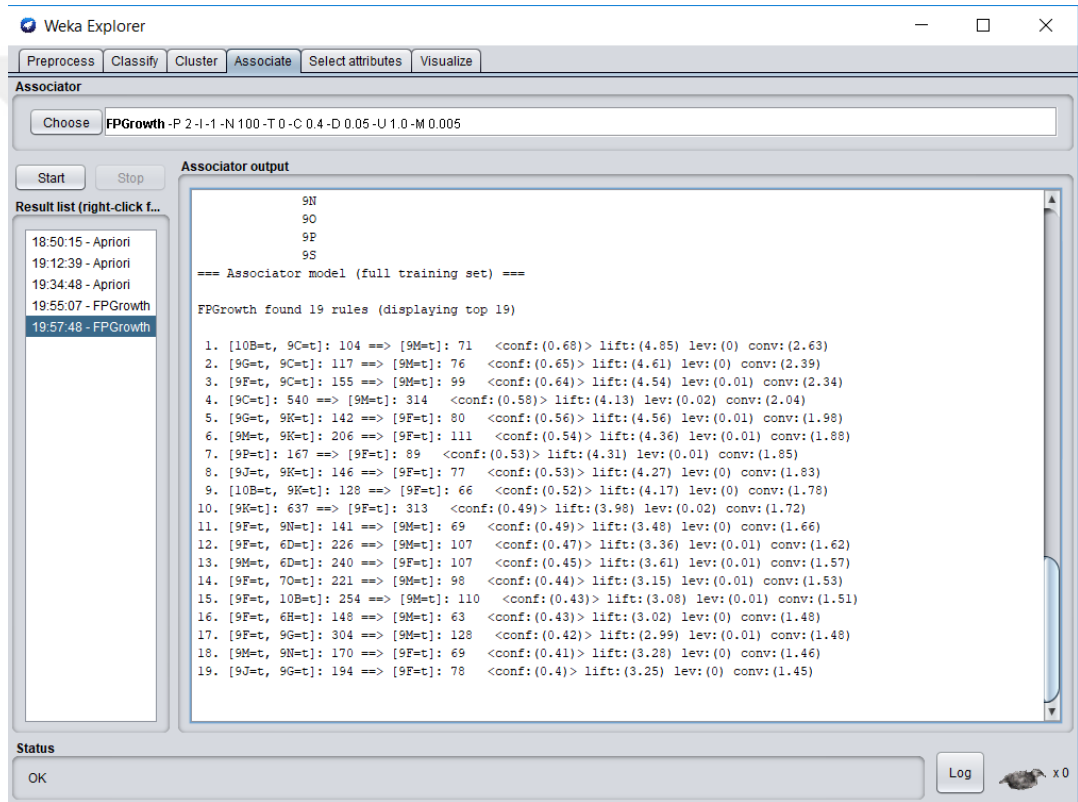 Weka Explorer
Preprocess Classify Cluster Associate Select attributes Visualize
Associator
Choose FPGrowth -P 2 -I -1 -N 100 -T 0 -C 0.4 -D 0.05 -U 1.0 -M 0.005
Start Stop
Result list (right-click f...
18:50:15 - Apriori
19:12:39 - Apriori
19:34:48 - Apriori
19:55:07 - FPGrowth
19:57:48 - FPGrowth
Associator output
9N
9O
9P
9S
=== Associator model (full training set) ===
FPGrowth found 19 rules (displaying top 19)
1. [10B=t, 9C=t]: 104 ==> [9M=t]: 71 <conf:(0.68)> lift:(4.85) lev:(0) conv:(2.63)
2. [9G=t, 9C=t]: 117 ==> [9M=t]: 76 <conf:(0.65)> lift:(4.61) lev:(0) conv:(2.39)
3. [9F=t, 9C=t]: 155 ==> [9M=t]: 99 <conf:(0.64)> lift:(4.54) lev:(0.01) conv:(2.34)
4. [9C=t]: 540 ==> [9M=t]: 314 <conf:(0.58)> lift:(4.13) lev:(0.02) conv:(2.04)
5. [9G=t, 9K=t]: 142 ==> [9F=t]: 80 <conf:(0.56)> lift:(4.56) lev:(0.01) conv:(1.98)
6. [9M=t, 9K=t]: 206 ==> [9F=t]: 111 <conf:(0.54)> lift:(4.36) lev:(0.01) conv:(1.88)
7. [9P=t]: 167 ==> [9F=t]: 89 <conf:(0.53)> lift:(4.31) lev:(0.01) conv:(1.85)
8. [9J=t, 9K=t]: 146 ==> [9F=t]: 77 <conf:(0.53)> lift:(4.27) lev:(0) conv:(1.83)
9. [10B=t, 9K=t]: 128 ==> [9F=t]: 66 <conf:(0.52)> lift:(4.17) lev:(0) conv:(1.78)
10. [9K=t]: 637 ==> [9F=t]: 313 <conf:(0.49)> lift:(3.98) lev:(0.02) conv:(1.72)
11. [9F=t, 9N=t]: 141 ==> [9M=t]: 69 <conf:(0.49)> lift:(3.48) lev:(0) conv:(1.66)
12. [9F=t, 6D=t]: 226 ==> [9M=t]: 107 <conf:(0.47)> lift:(3.36) lev:(0.01) conv:(1.62)
13. [9M=t, 6D=t]: 240 ==> [9F=t]: 107 <conf:(0.45)> lift:(3.61) lev:(0.01) conv:(1.57)
14. [9F=t, 7O=t]: 221 ==> [9M=t]: 98 <conf:(0.44)> lift:(3.15) lev:(0.01) conv:(1.53)
15. [9F=t, 10B=t]: 254 ==> [9M=t]: 110 <conf:(0.43)> lift:(3.08) lev:(0.01) conv:(1.51)
16. [9F=t, 6H=t]: 148 ==> [9M=t]: 63 <conf:(0.43)> lift:(3.02) lev:(0) conv:(1.48)
17. [9F=t, 9G=t]: 304 ==> [9M=t]: 128 <conf:(0.42)> lift:(2.99) lev:(0.01) conv:(1.48)
18. [9M=t, 9N=t]: 170 ==> [9F=t]: 69 <conf:(0.41)> lift:(3.28) lev:(0) conv:(1.46)
19. [9J=t, 9G=t]: 194 ==> [9F=t]: 78 <conf:(0.4)> lift:(3.25) lev:(0) conv:(1.45)
Status
OK
Log x 0